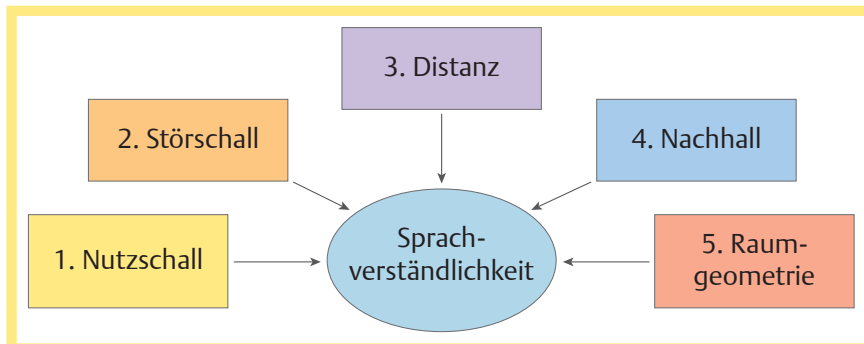 1. Nutzschall
2. Störschall
3. Distanz
4. Nachhall
5. Raum-
geometrie
Sprach-
verständlichkeit